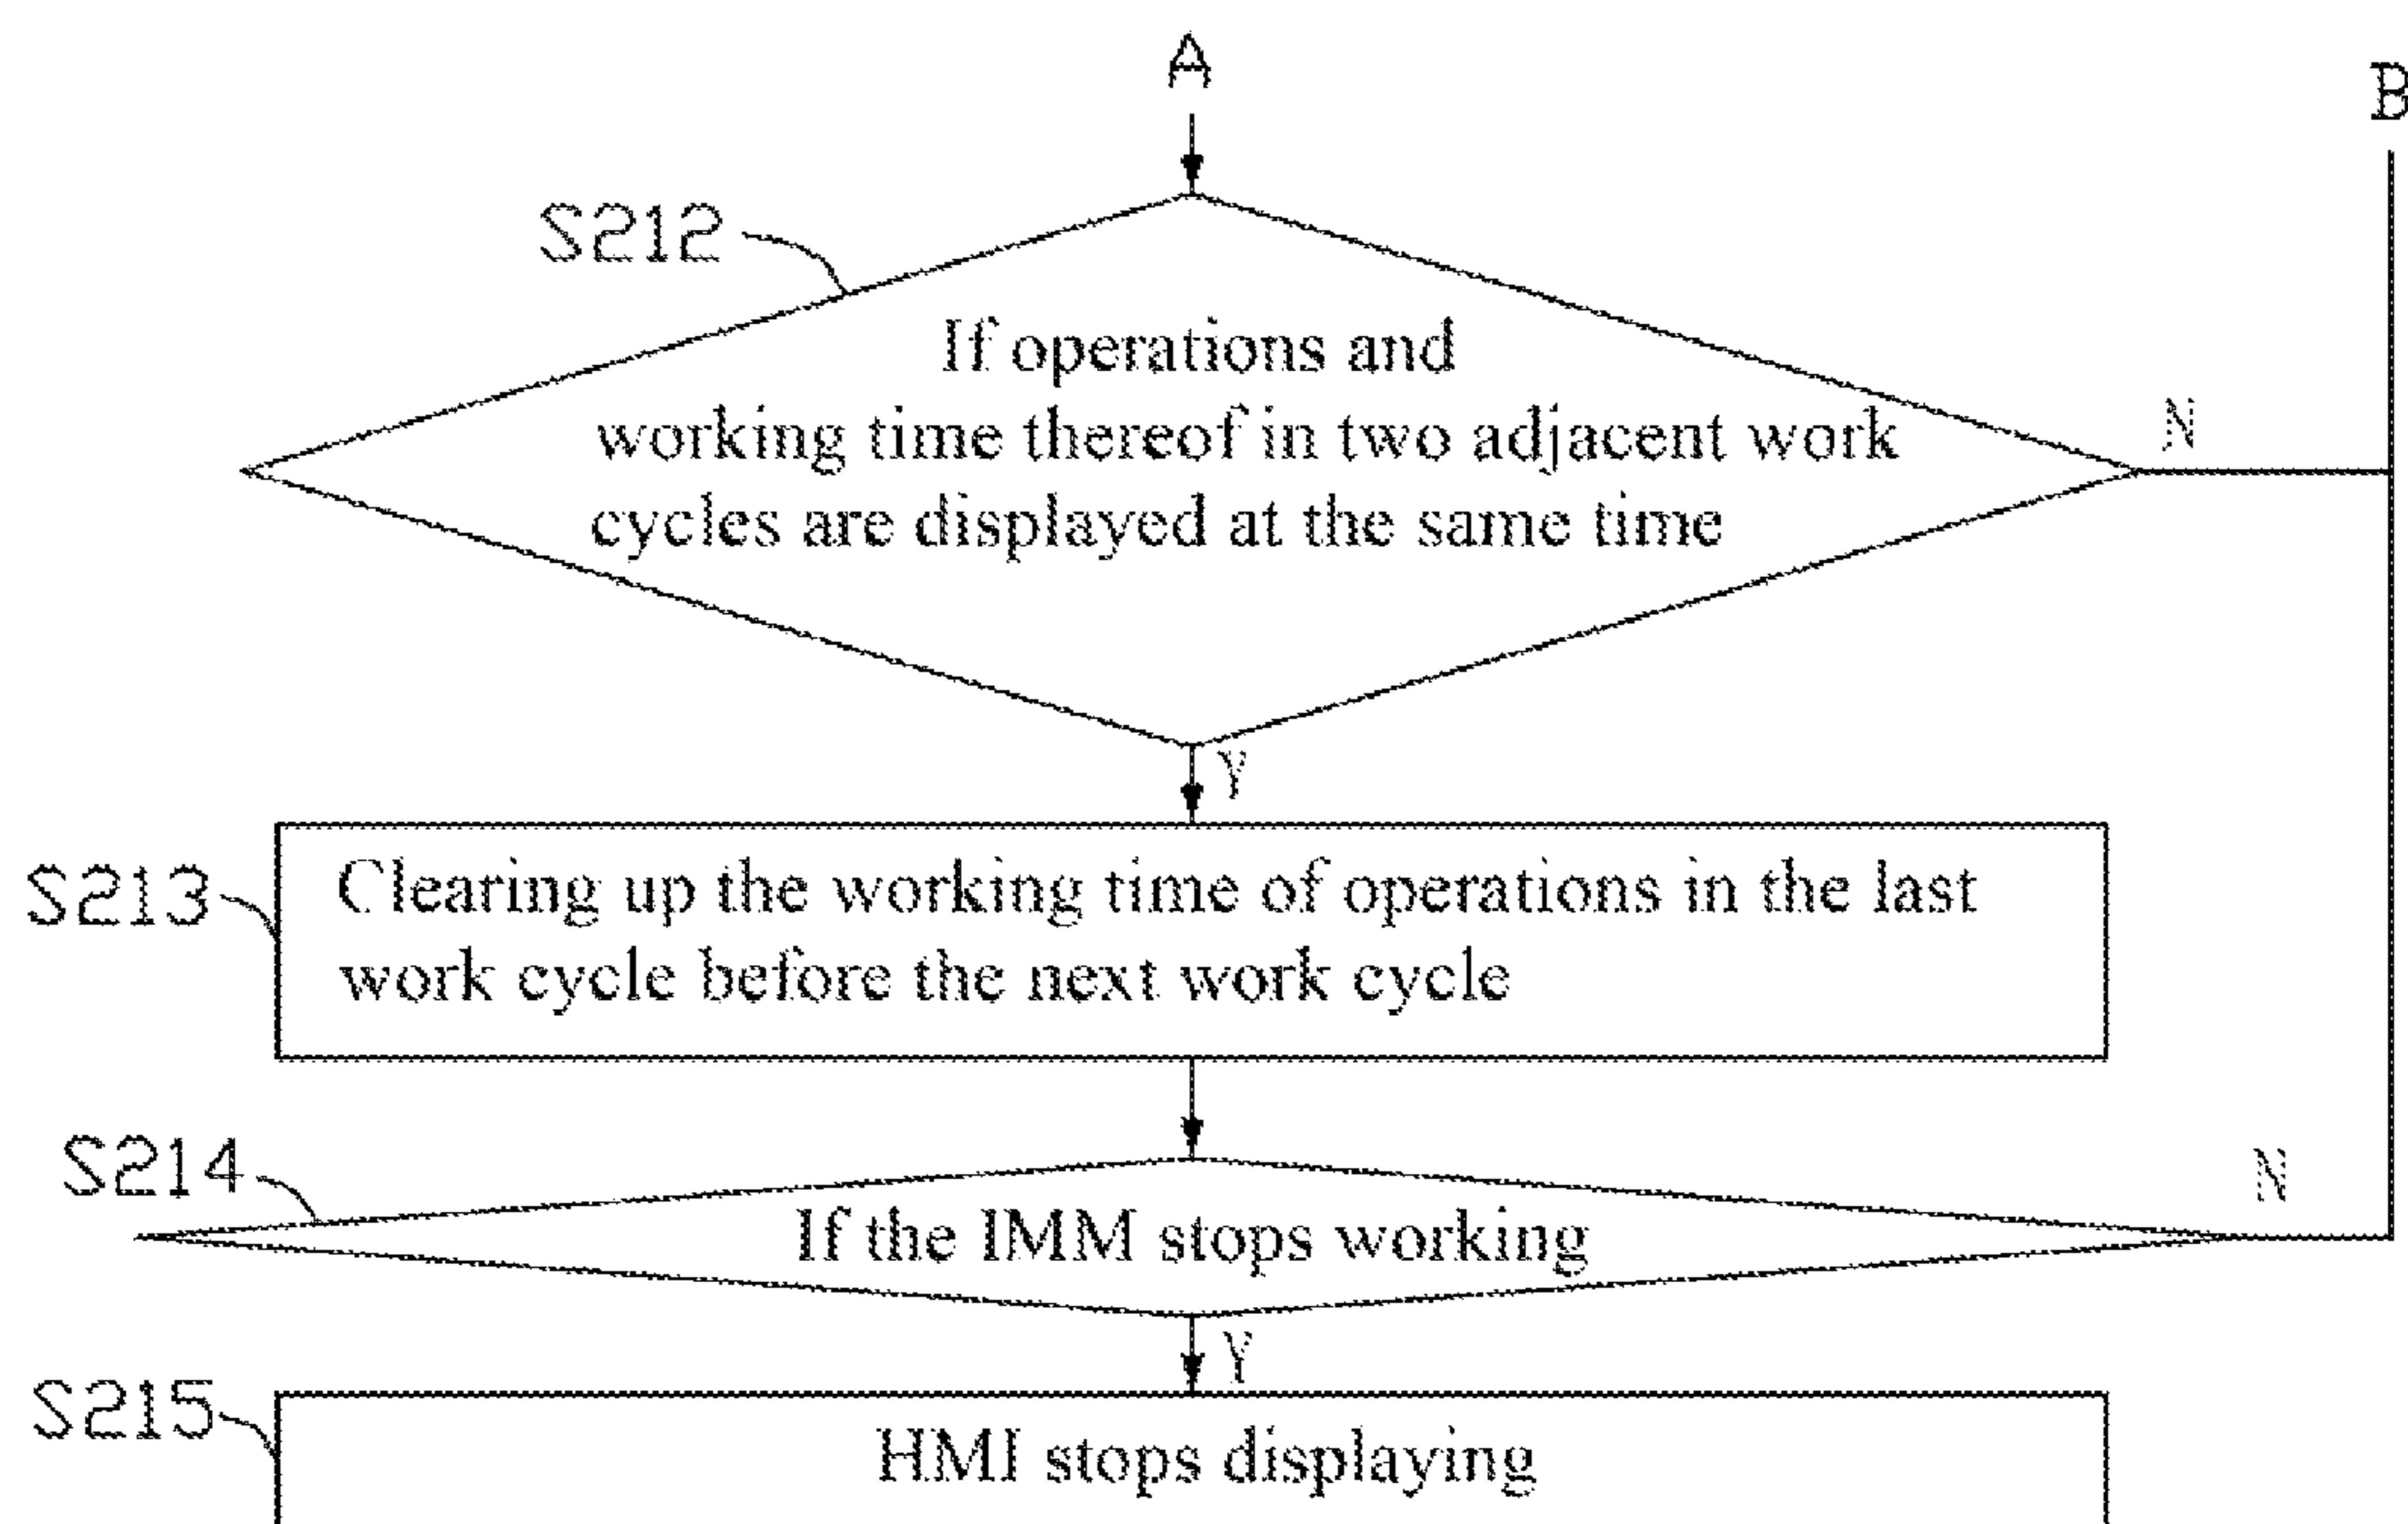 A
B
S212
If operations and
working time thereof in two adjacent work
cycles are displayed at the same time
N
Y
S213
Clearing up the working time of operations in the last
work cycle before the next work cycle
S214
If the IMM stops working
N
Y
S215
HMI stops displaying